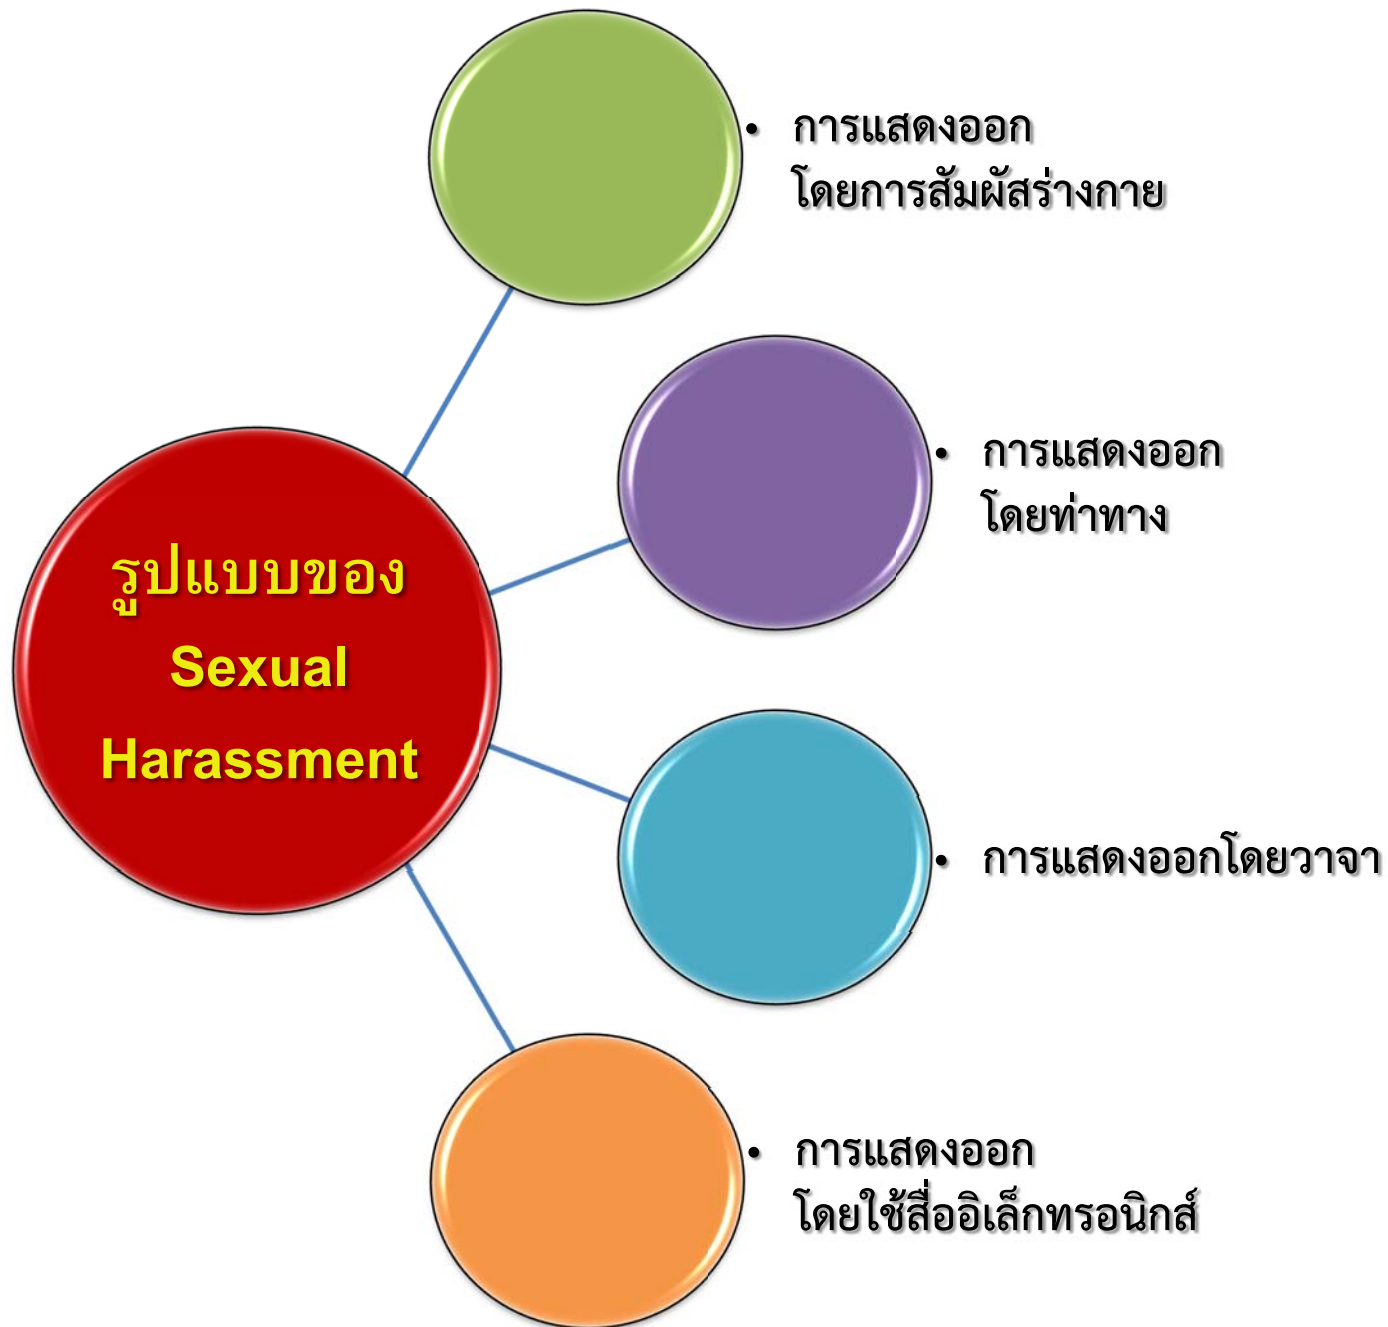 รูปแบบของ
Sexual
Harassment
• การแสดงออก
โดยการสัมผัสร่างกาย
• การแสดงออก
โดยท่าทาง
• การแสดงออกโดยวาจา
• การแสดงออก
โดยใช้สื่ออิเล็กทรอนิกส์